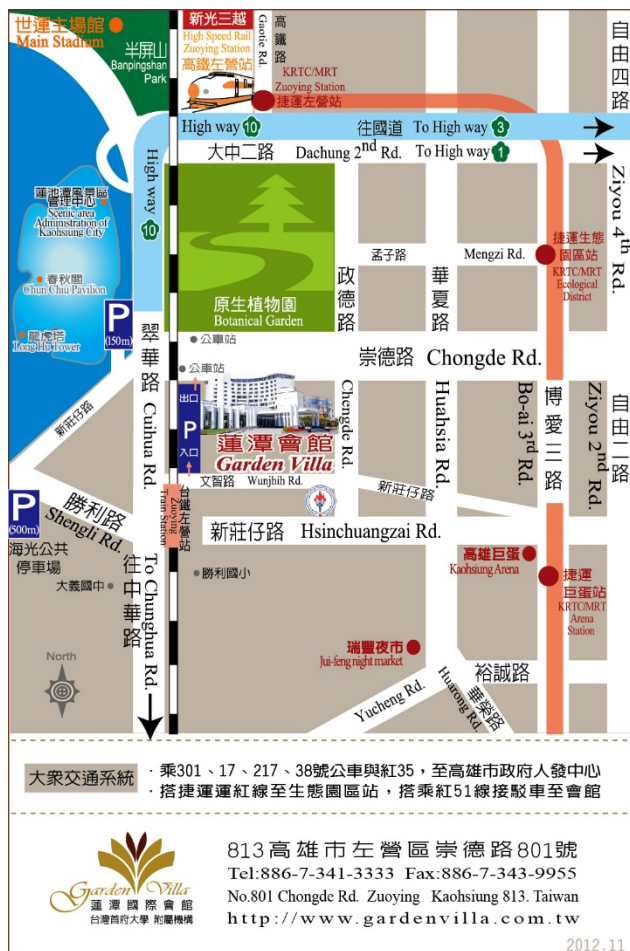 世運主場館
Main Stadium
半屏山
Banpingshan
Park
新光三越
High Speed Rail
Zuoying Station
高鐵左營站
Gaotie Rd.
高鐵路
KRTC/MRT
Zuoying Station
捷運左營站
自由四路
Ziyou 4th Rd.
High way 10
往國道 To High way 3
大中二路 Dachung 2nd Rd. To High way 1
High way 10
蓮池潭風景區
管理中心
Scenic area
Administration of
Kaohsiung City
春秋閣
Chun Chiu Pavilion
龍虎塔
Long Hu Tower
P
(150m)
原生植物園
Botanical Garden
孟子路 Mengzi Rd.
捷運生態
園區站
KRTC/MRT
Ecological
District
政德路
華夏路
公車站
公車站
崇德路 Chongde Rd.
翠華路 Cuihua Rd.
出口
P
入口
蓮潭會館
Garden Villa
Chengde Rd.
Huahsia Rd.
Bo-ai 3rd Rd.
博愛三路
Ziyou 2nd Rd.
自由二路
新莊仔路
文智路 Wunjhih Rd.
新莊仔路
P
(500m)
海光公共
停車場
勝利路
Shengli Rd.
Zuoying
Train Station
台鐵左營站
新莊仔路 Hsinchuangzai Rd.
高雄巨蛋
Kaohsiung Arena
捷運
巨蛋站
KRTC/MRT
Arena
Station
大義國中
勝利國小
往中華路
To Chunghua Rd.
瑞豐夜市
Jui-feng night market
North
裕誠路
Yucheng Rd.
Huarong Rd.
華榮路
大衆交通系統
·乘301、17、217、38號公車與紅35，至高雄市政府人發中心
·搭捷運運紅線至生態園區站，搭乘紅51線接駁車至會館
Garden Villa
蓮潭國際會館
台灣首府大學 附屬機構
813高雄市左營區崇德路801號
Tel:886-7-341-3333 Fax:886-7-343-9955
No.801 Chongde Rd. Zuoying Kaohsiung 813. Taiwan
http://www.gardenvilla.com.tw
2012.11